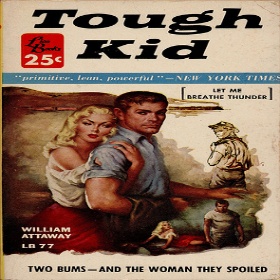 Tough
Kid
Lion
Books
25¢
"primitive, lean, powerful" —NEW YORK TIMES
[ LET ME
BREATHE THUNDER ]
WILLIAM
ATTAWAY
LB 77
TWO BUMS—AND THE WOMAN THEY SPOILED